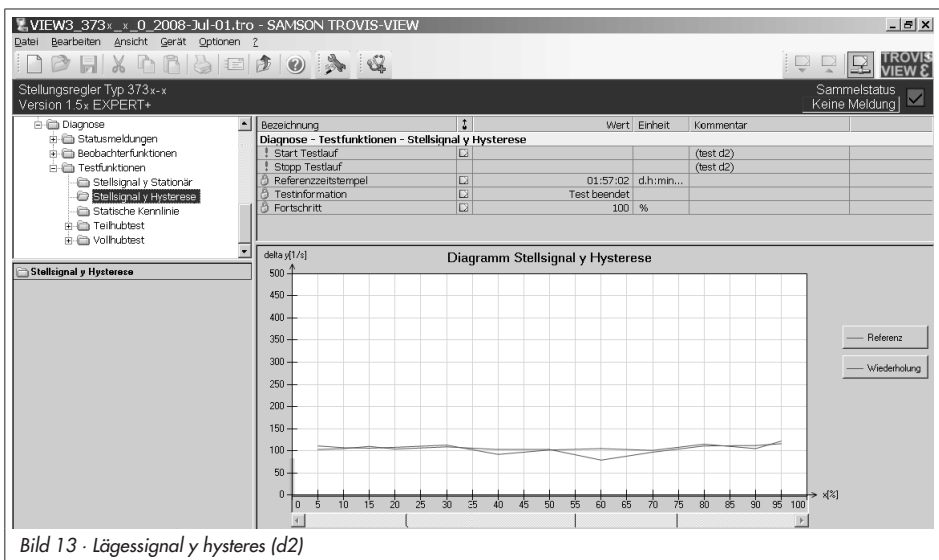 VIEW3_373x_x_0_2008-Jul-01.tro - SAMSON TROVIS-VIEW
Datei Bearbeiten Ansicht Gerät Optionen ?
TROVIS
VIEW 3
Stellungsregler Typ 373x-x
Version 1.5x EXPERT+
Sammelstatus
Keine Meldung
Diagnose
Statusmeldungen
Beobachterfunktionen
Testfunktionen
Stellsignal y Stationär
Stellsignal y Hysterese
Statische Kennlinie
Teilhubtest
Vollhubtest
Stellsignal y Hysterese
Bezeichnung Wert Einheit Kommentar
Diagnose - Testfunktionen - Stellsignal y Hysterese
! Start Testlauf (test d2)
! Stopp Testlauf (test d2)
Referenzzeitstempel 01:57:02 d.h:min...
Testinformation Test beendet
Fortschritt 100 %
delta y[1/s]
Diagramm Stellsignal y Hysterese
500
450
400
350
300
250
200
150
100
50
0
0 5 10 15 20 25 30 35 40 45 50 55 60 65 70 75 80 85 90 95 100
x[%]
Referenz
Wiederholung
Bild 13 · Lägessignal y hysteres (d2)